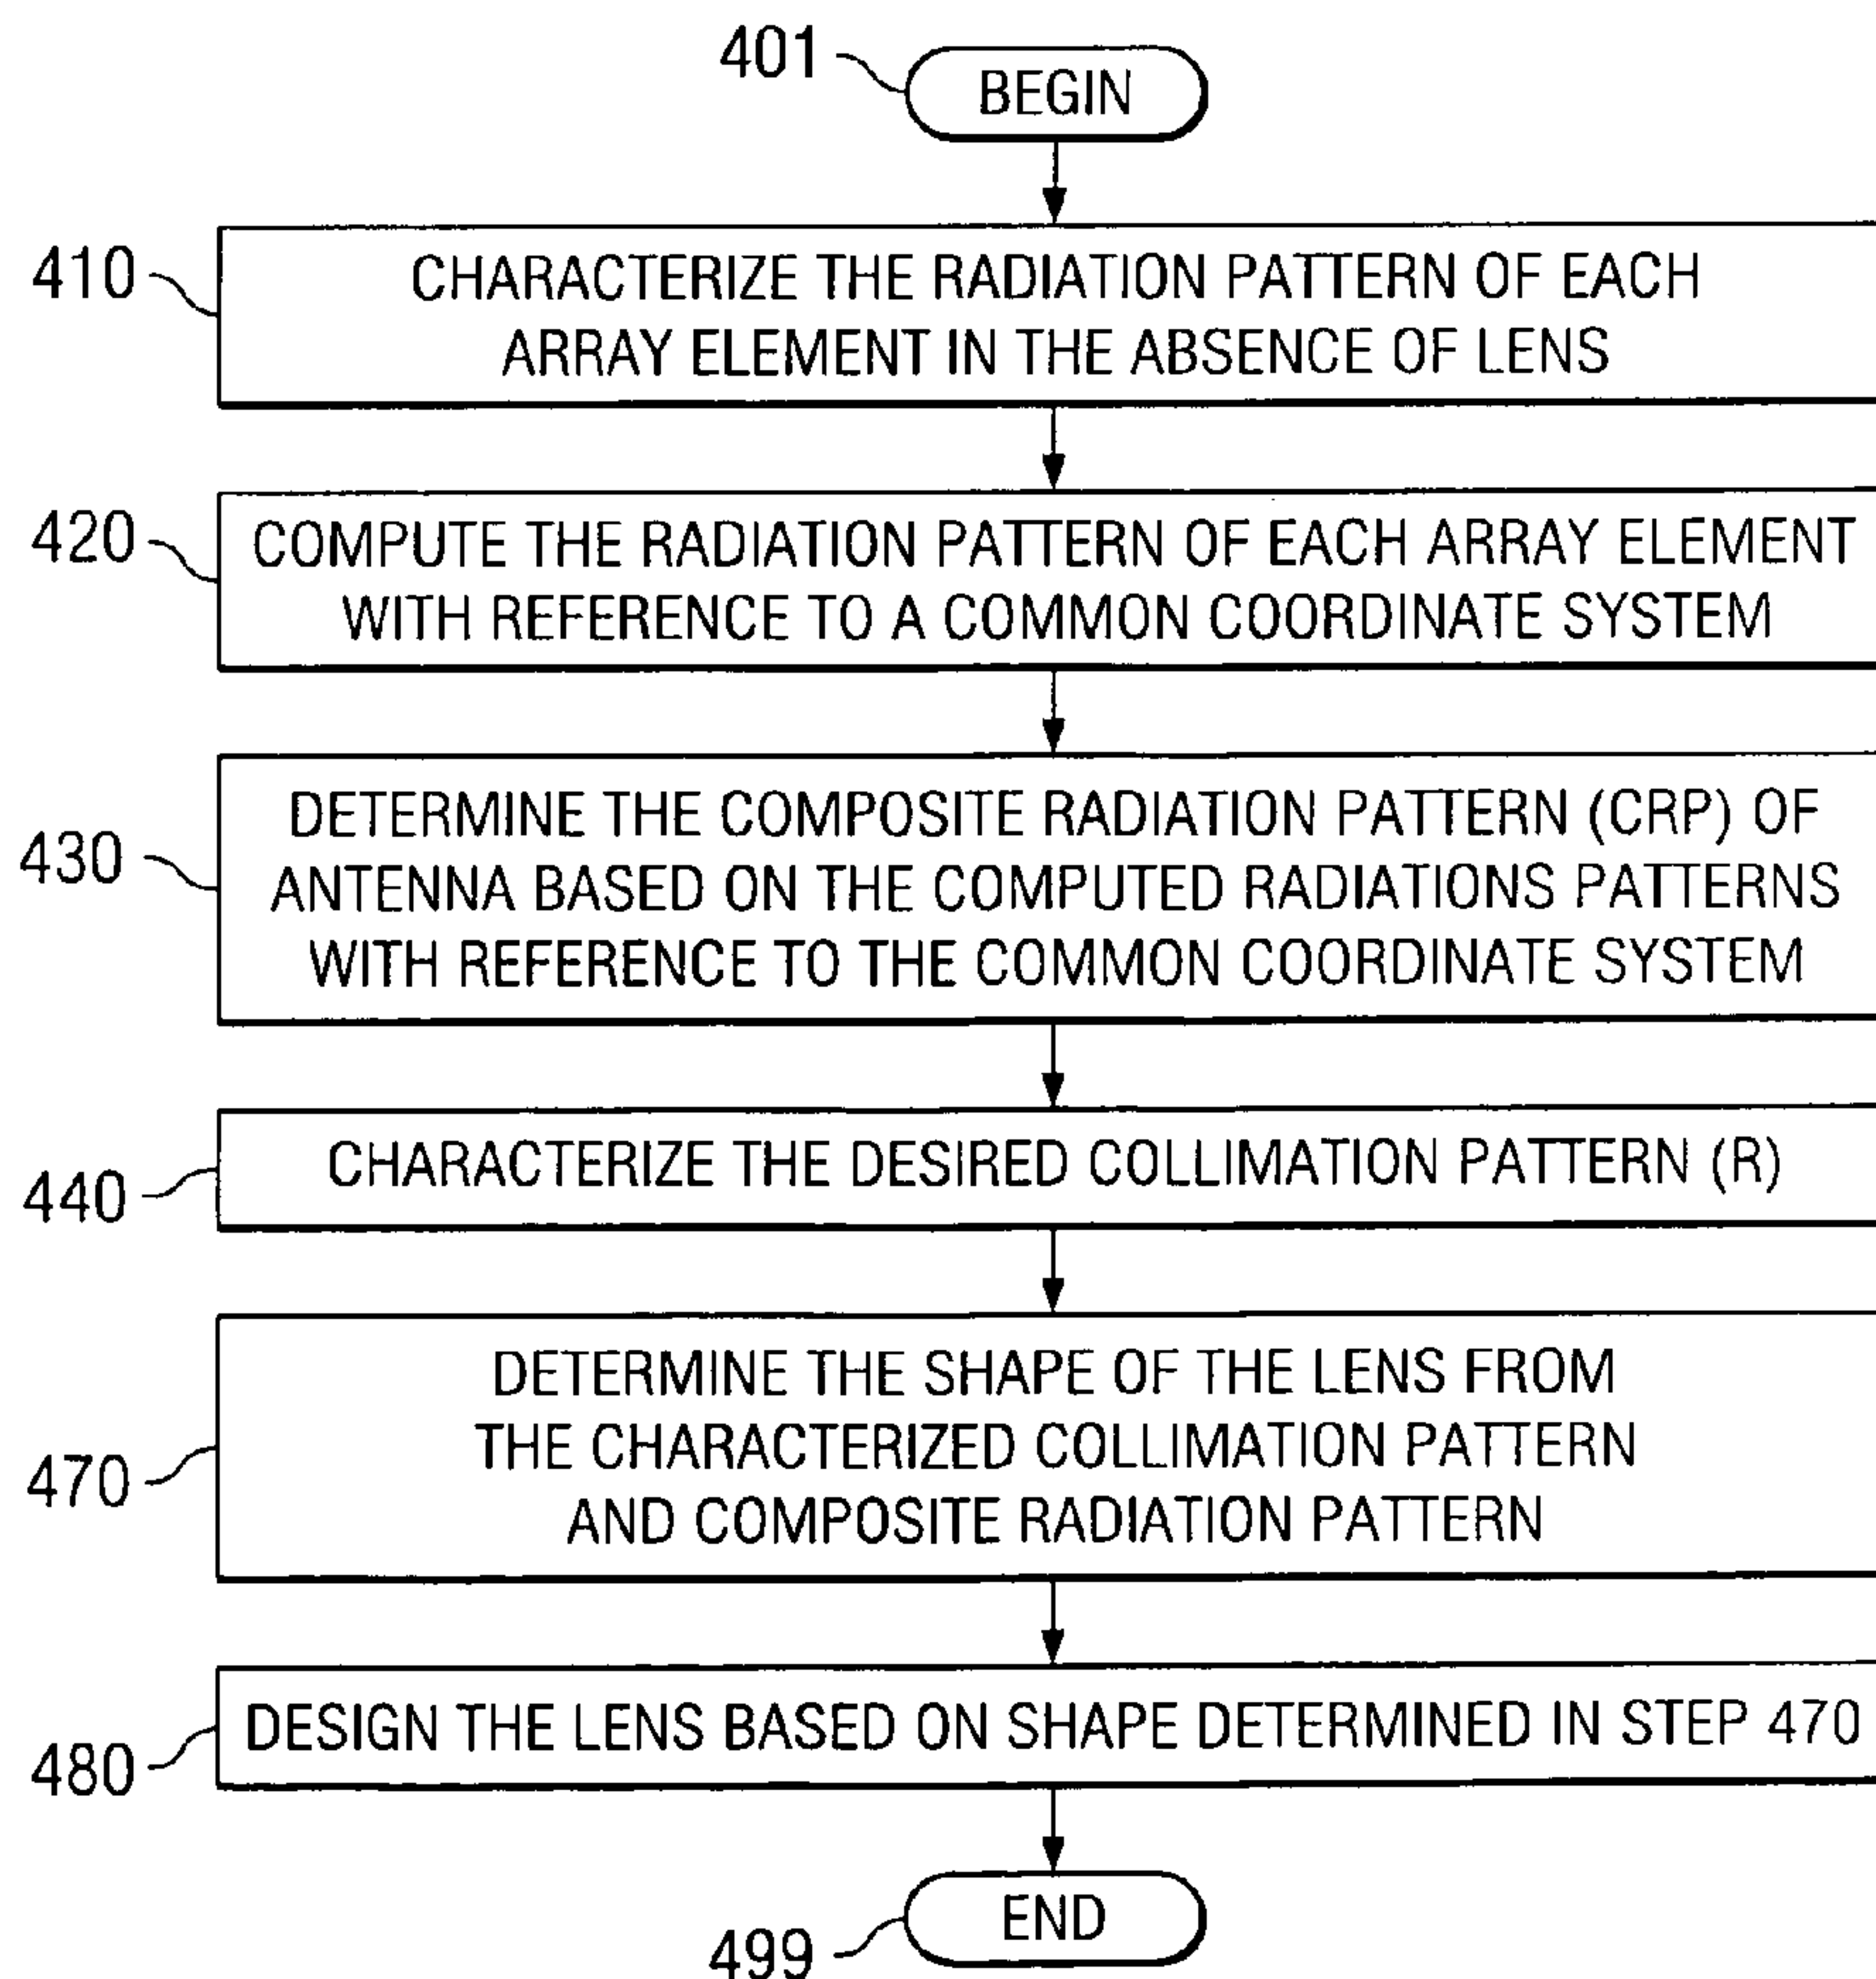 401
BEGIN
410
CHARACTERIZE THE RADIATION PATTERN OF EACH
ARRAY ELEMENT IN THE ABSENCE OF LENS
420
COMPUTE THE RADIATION PATTERN OF EACH ARRAY ELEMENT
WITH REFERENCE TO A COMMON COORDINATE SYSTEM
430
DETERMINE THE COMPOSITE RADIATION PATTERN (CRP) OF
ANTENNA BASED ON THE COMPUTED RADIATIONS PATTERNS
WITH REFERENCE TO THE COMMON COORDINATE SYSTEM
440
CHARACTERIZE THE DESIRED COLLIMATION PATTERN (R)
470
DETERMINE THE SHAPE OF THE LENS FROM
THE CHARACTERIZED COLLIMATION PATTERN
AND COMPOSITE RADIATION PATTERN
480
DESIGN THE LENS BASED ON SHAPE DETERMINED IN STEP 470
499
END